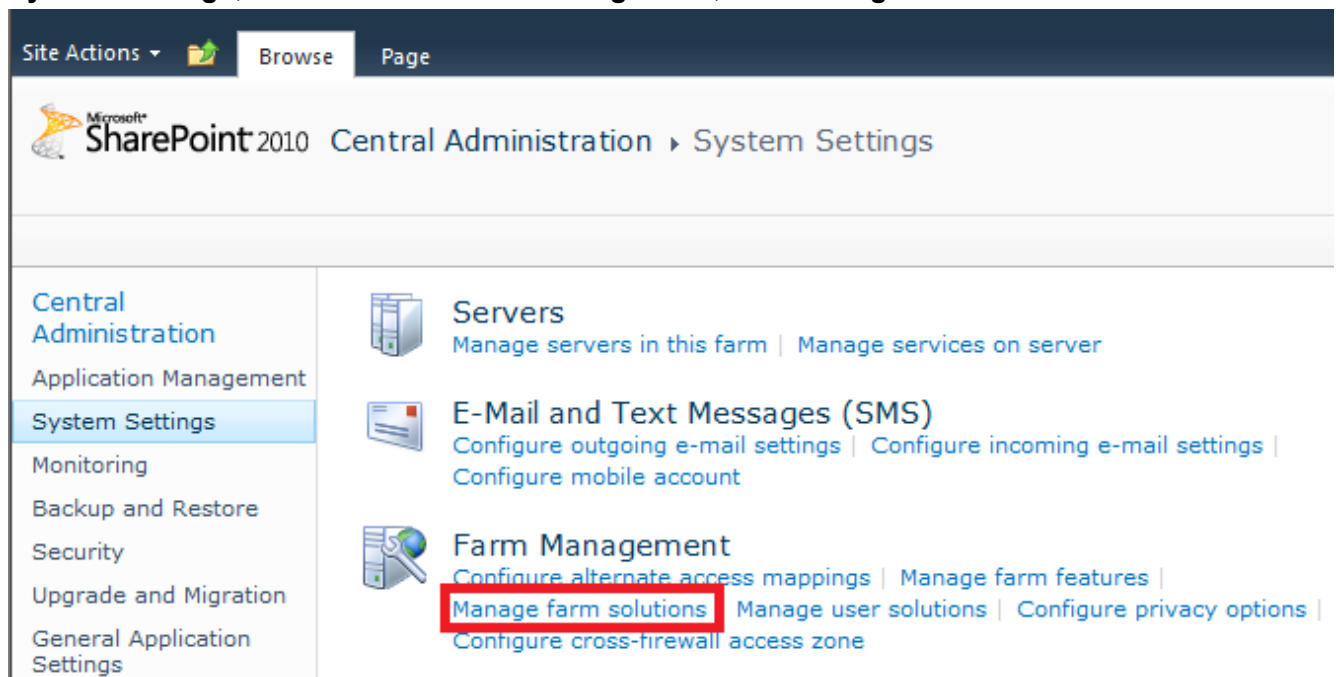 Site Actions Browse Page
Microsoft®
SharePoint® 2010 Central Administration ▸ System Settings
Central
Administration
Application Management
System Settings
Monitoring
Backup and Restore
Security
Upgrade and Migration
General Application
Settings
Servers
Manage servers in this farm | Manage services on server
E-Mail and Text Messages (SMS)
Configure outgoing e-mail settings | Configure incoming e-mail settings |
Configure mobile account
Farm Management
Configure alternate access mappings | Manage farm features |
Manage farm solutions | Manage user solutions | Configure privacy options |
Configure cross-firewall access zone